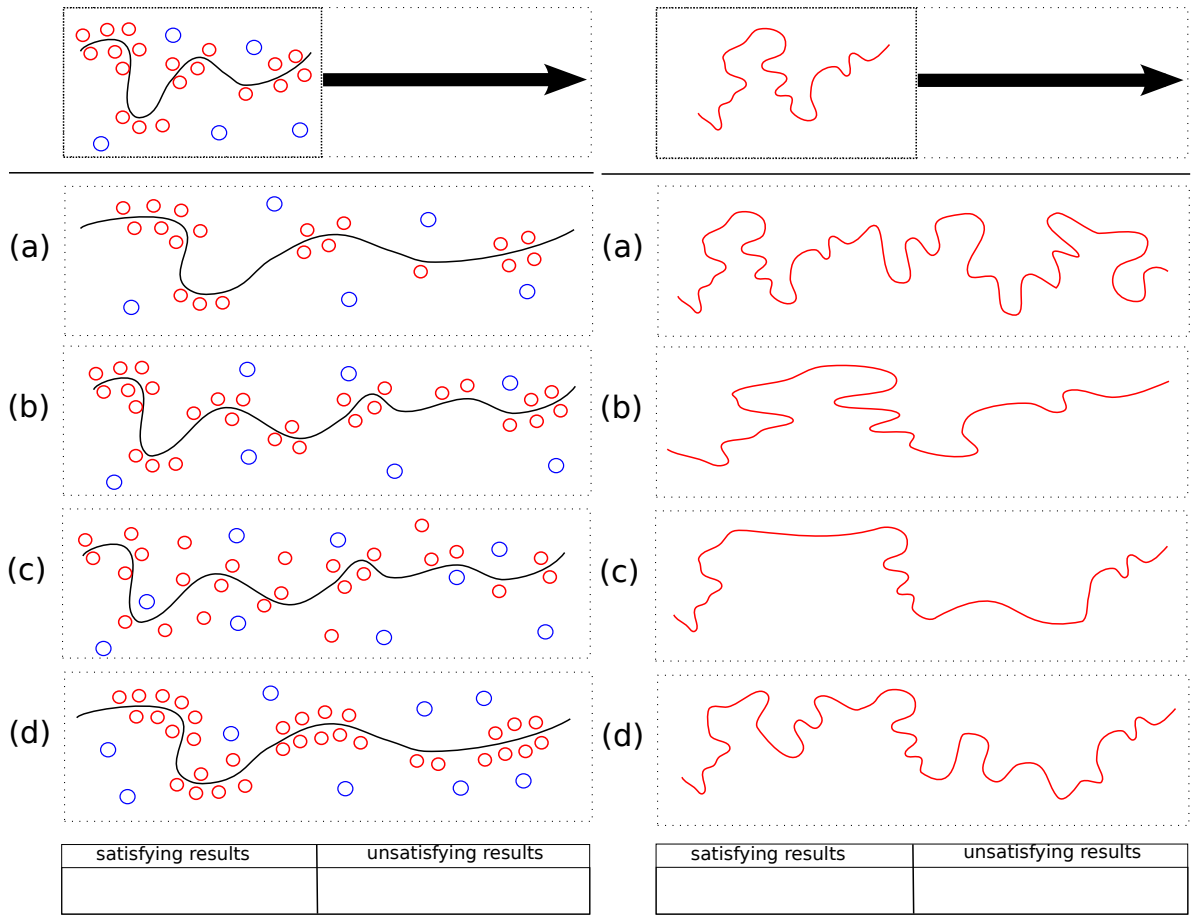 (a) (a)
(b) (b)
(c) (c)
(d) (d)
satisfying results unsatisfying results satisfying results unsatisfying results